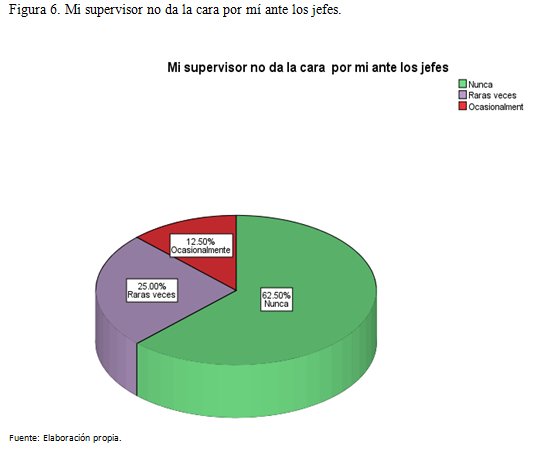 Figura 6. Mi supervisor no da la cara por mí ante los jefes.
Mi supervisor no da la cara por mi ante los jefes
Nunca
Raras veces
Ocasionalment
12.50%
Ocasionalmente
25.00%
Raras veces
62.50%
Nunca
Fuente: Elaboración propia.